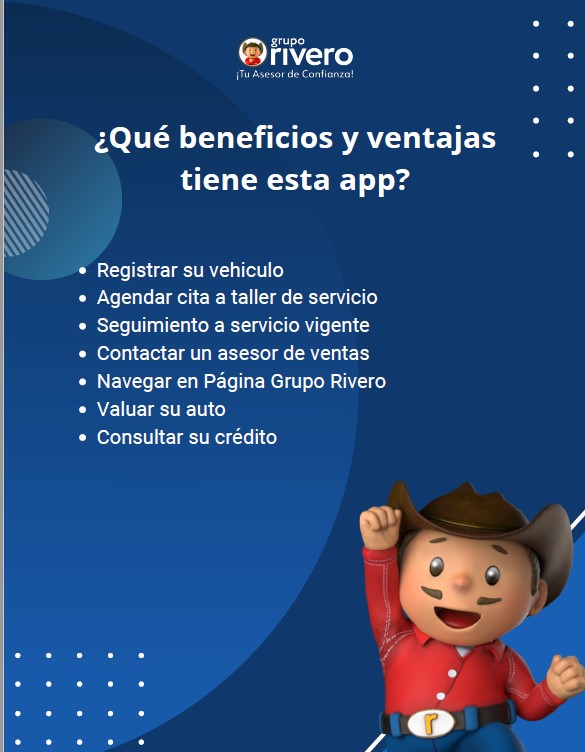 grupo
rivero
¡Tu Asesor de Confianza!
¿Qué beneficios y ventajas
tiene esta app?
• Registrar su vehiculo
• Agendar cita a taller de servicio
• Seguimiento a servicio vigente
• Contactar un asesor de ventas
• Navegar en Página Grupo Rivero
• Valuar su auto
• Consultar su crédito
r